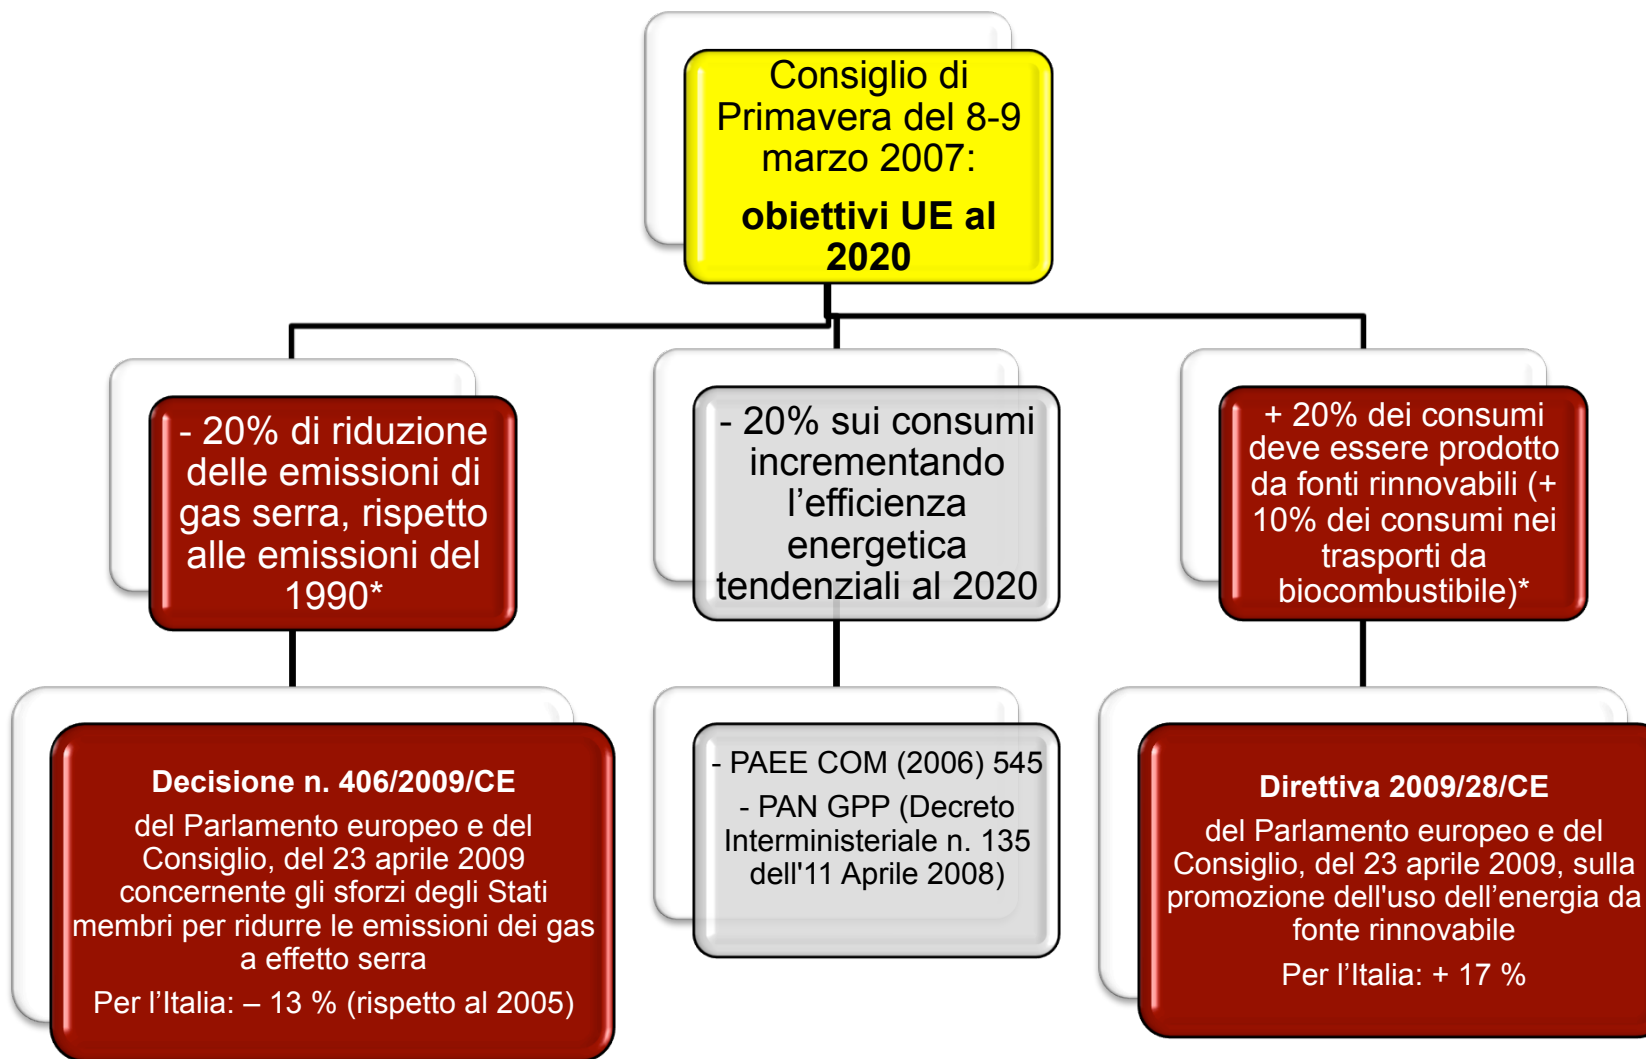 Consiglio di
Primavera del 8-9
marzo 2007:
obiettivi UE al
2020
- 20% di riduzione
delle emissioni di
gas serra, rispetto
alle emissioni del
1990*
- 20% sui consumi
incrementando
l’efficienza
energetica
tendenziali al 2020
+ 20% dei consumi
deve essere prodotto
da fonti rinnovabili (+
10% dei consumi nei
trasporti da
biocombustibile)*
Decisione n. 406/2009/CE
del Parlamento europeo e del
Consiglio, del 23 aprile 2009
concernente gli sforzi degli Stati
membri per ridurre le emissioni dei gas
a effetto serra
Per l’Italia: – 13 % (rispetto al 2005)
- PAEE COM (2006) 545
- PAN GPP (Decreto
Interministeriale n. 135
dell'11 Aprile 2008)
Direttiva 2009/28/CE
del Parlamento europeo e del
Consiglio, del 23 aprile 2009, sulla
promozione dell'uso dell’energia da
fonte rinnovabile
Per l’Italia: + 17 %